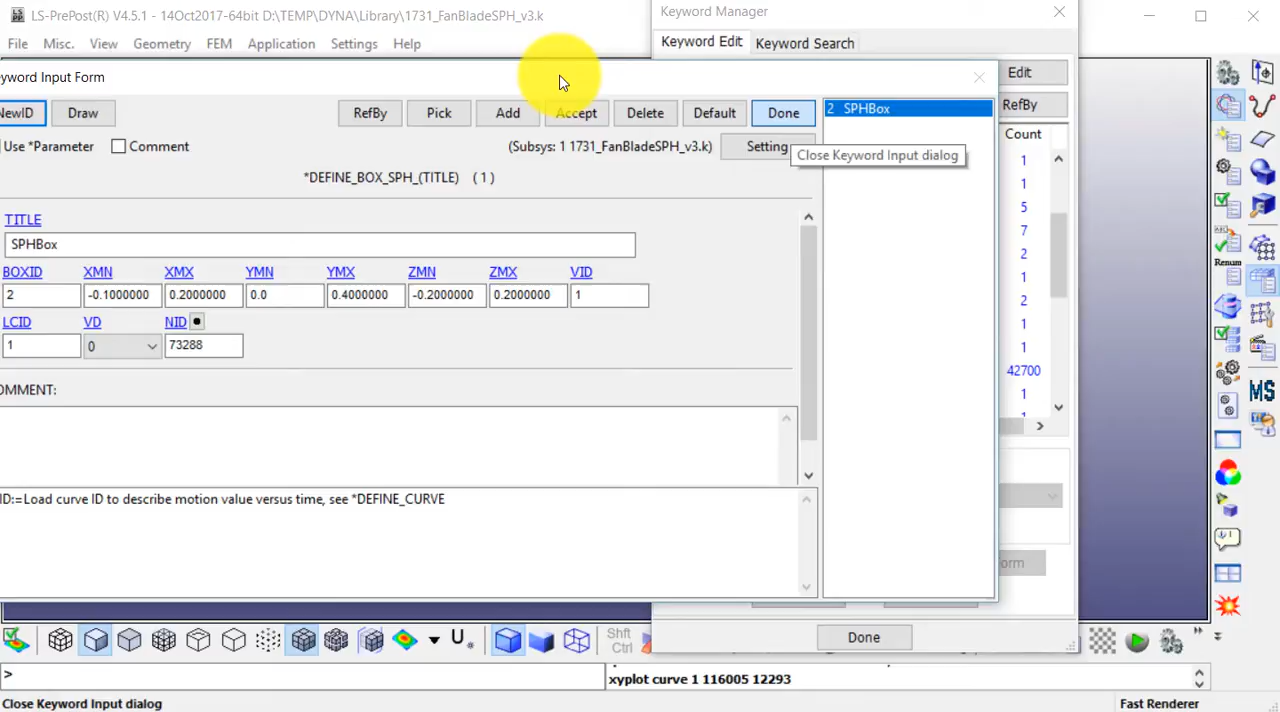 LS-PrePost(R) V4.5.1 - 14Oct2017-64bit D:\TEMP\DYNA\Library\1731_FanBladeSPH_v3.k
Keyword Manager
File Misc. View Geometry FEM Application Settings Help
Keyword Edit Keyword Search
eyword Input Form
Edit
NewID Draw RefBy Pick Add Accept Delete Default Done
2 SPHBox
RefBy
Use *Parameter Comment (Subsys: 1 1731_FanBladeSPH_v3.k) Setting
Close Keyword Input dialog
Count
*DEFINE_BOX_SPH_(TITLE) (1)
1
1
5
7
2
1
2
1
1
42700
1
TITLE
SPHBox
BOXID XMN XMX YMN YMX ZMN ZMX VID
2 -0.1000000 0.2000000 0.0 0.4000000 -0.2000000 0.2000000 1
LCID VD NID
1 0 73288
OMMENT:
ID:=Load curve ID to describe motion value versus time, see *DEFINE_CURVE
orm
Renum
MS
Done
Shft
Ctrl
>
xyplot curve 1 116005 12293
Close Keyword Input dialog
Fast Renderer